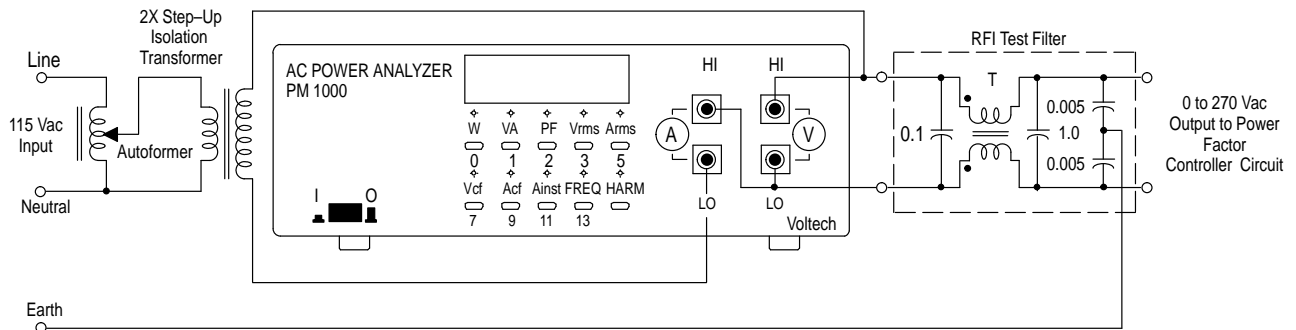 2X Step–Up
Isolation
Transformer
Line
115 Vac
Input
Autoformer
Neutral
Earth
AC POWER ANALYZER
PM 1000
W VA PF Vrms Arms
0 1 2 3 5
Vcf Acf Ainst FREQ HARM
7 9 11 13
I O
HI HI
A V
LO LO
Voltech
RFI Test Filter
T
0.1
1.0
0.005
0.005
0 to 270 Vac
Output to Power
Factor
Controller Circuit